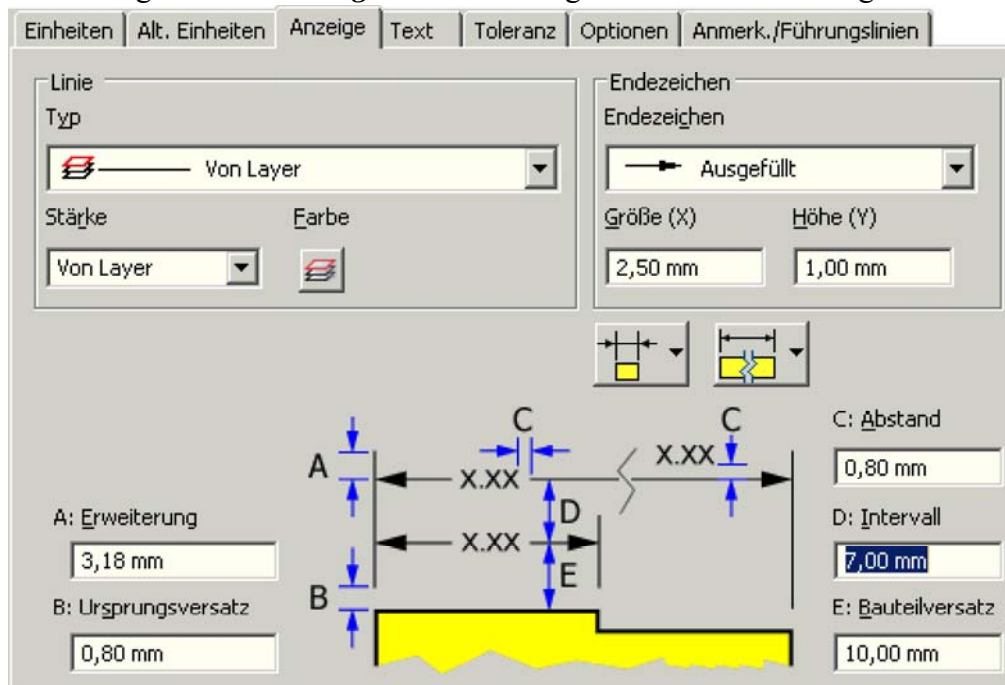 Einheiten Alt. Einheiten Anzeige Text Toleranz Optionen Anmerk./Führungslinien
Linie
Typ
Von Layer
Stärke Farbe
Von Layer
Endezeichen
Endezeichen
Ausgefüllt
Größe (X) Höhe (Y)
2,50 mm 1,00 mm
A: Erweiterung
3,18 mm
B: Ursprungsversatz
0,80 mm
C C
A X.XX X.XX
D
X.XX
E
B
C: Abstand
0,80 mm
D: Intervall
7,00 mm
E: Bauteilversatz
10,00 mm